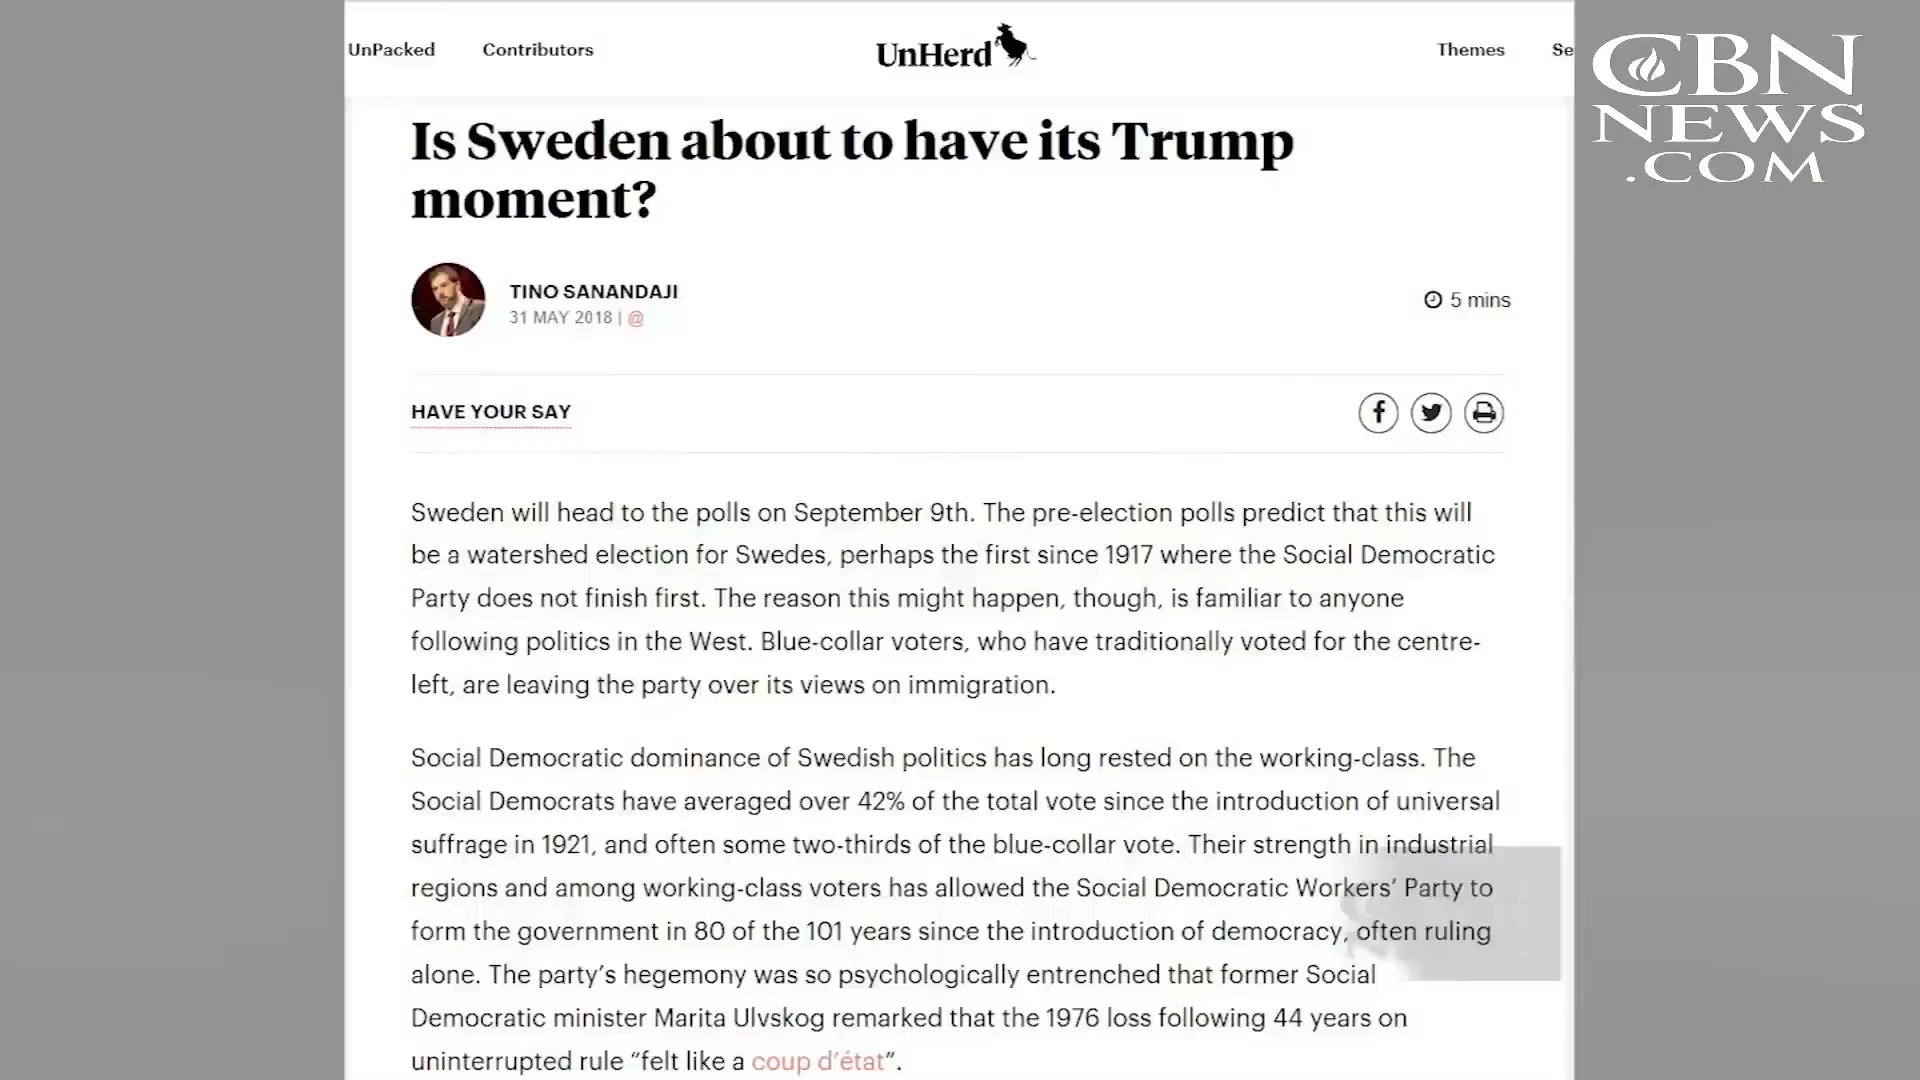 UnPacked Contributors UnHerd Themes Se
CBN
NEWS
.COM
Is Sweden about to have its Trump
moment?
TINO SANANDAJI
31 MAY 2018 | @
5 mins
HAVE YOUR SAY
Sweden will head to the polls on September 9th. The pre-election polls predict that this will
be a watershed election for Swedes, perhaps the first since 1917 where the Social Democratic
Party does not finish first. The reason this might happen, though, is familiar to anyone
following politics in the West. Blue-collar voters, who have traditionally voted for the centre-
left, are leaving the party over its views on immigration.
Social Democratic dominance of Swedish politics has long rested on the working-class. The
Social Democrats have averaged over 42% of the total vote since the introduction of universal
suffrage in 1921, and often some two-thirds of the blue-collar vote. Their strength in industrial
regions and among working-class voters has allowed the Social Democratic Workers’ Party to
form the government in 80 of the 101 years since the introduction of democracy, often ruling
alone. The party’s hegemony was so psychologically entrenched that former Social
Democratic minister Marita Ulvskog remarked that the 1976 loss following 44 years on
uninterrupted rule “felt like a coup d’état”.